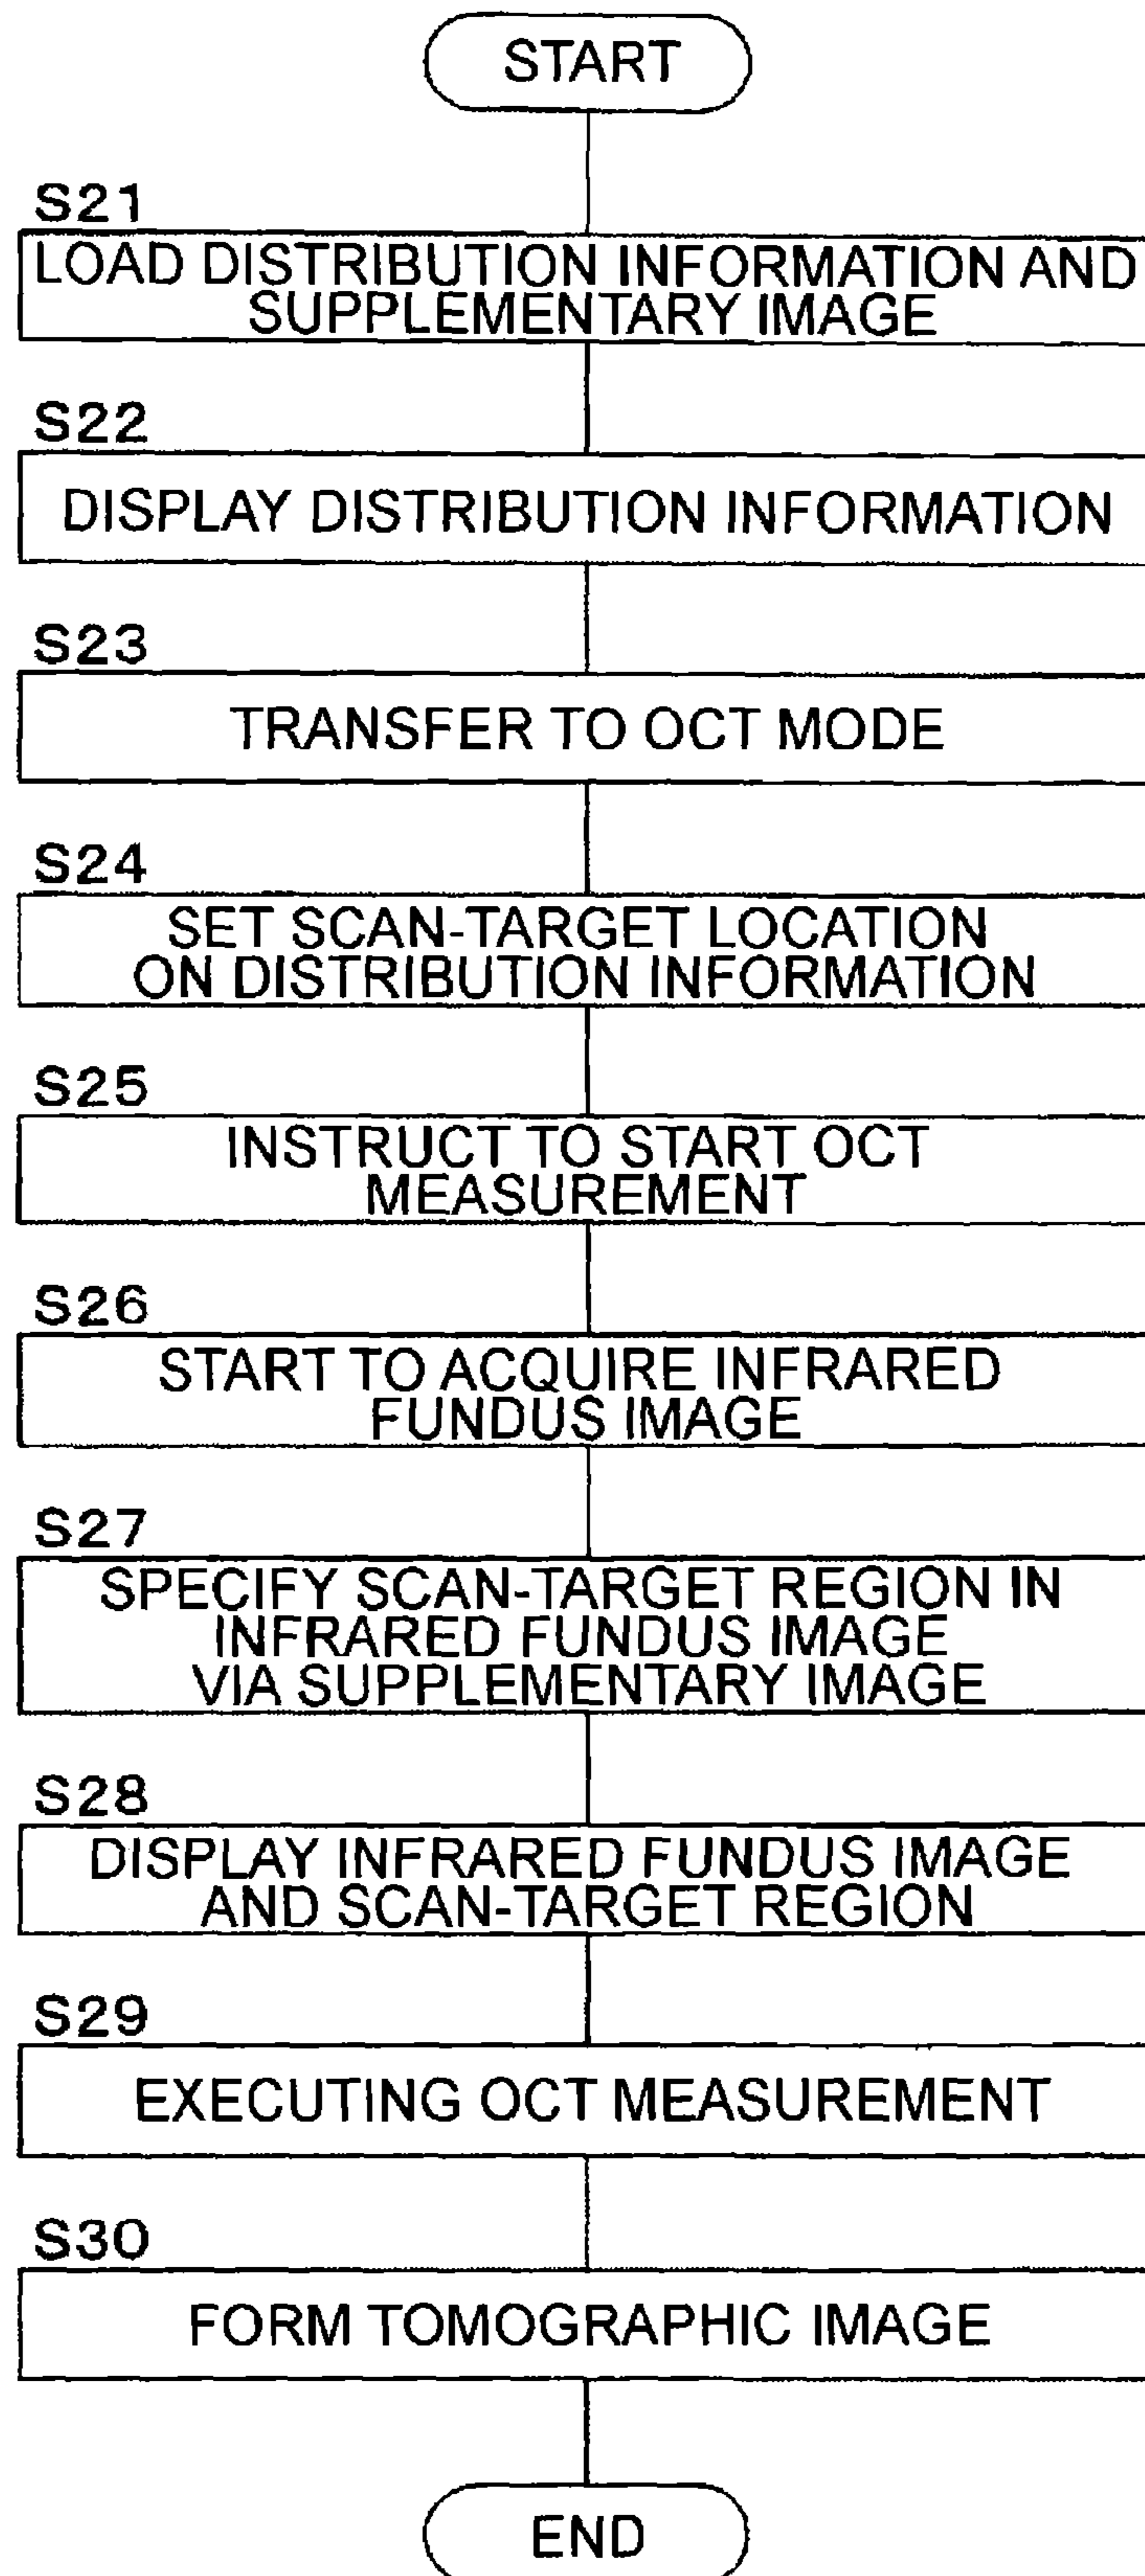 START
S21
LOAD DISTRIBUTION INFORMATION AND
SUPPLEMENTARY IMAGE
S22
DISPLAY DISTRIBUTION INFORMATION
S23
TRANSFER TO OCT MODE
S24
SET SCAN-TARGET LOCATION
ON DISTRIBUTION INFORMATION
S25
INSTRUCT TO START OCT
MEASUREMENT
S26
START TO ACQUIRE INFRARED
FUNDUS IMAGE
S27
SPECIFY SCAN-TARGET REGION IN
INFRARED FUNDUS IMAGE
VIA SUPPLEMENTARY IMAGE
S28
DISPLAY INFRARED FUNDUS IMAGE
AND SCAN-TARGET REGION
S29
EXECUTING OCT MEASUREMENT
S30
FORM TOMOGRAPHIC IMAGE
END